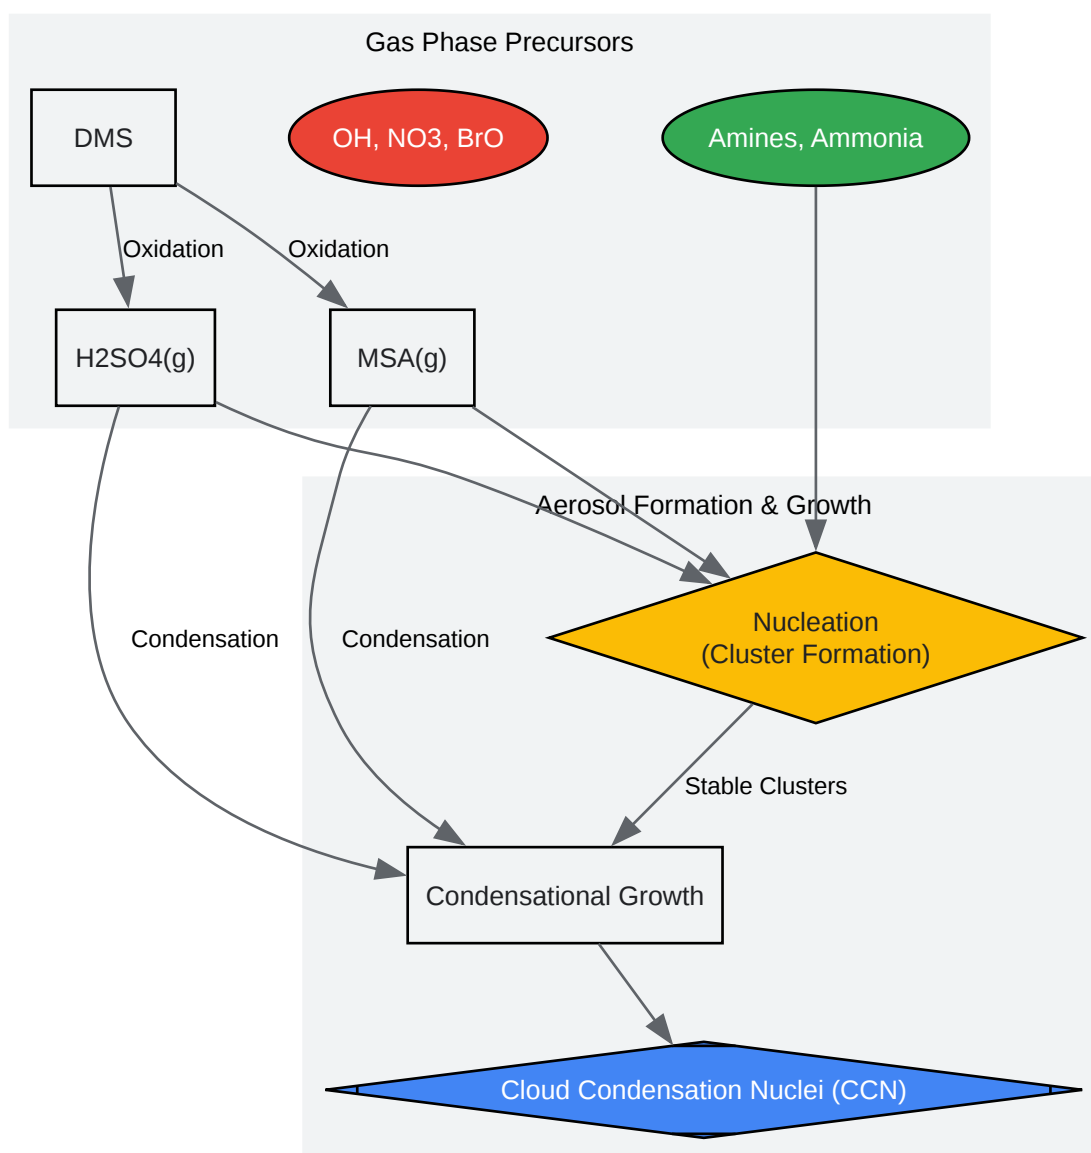 Gas Phase Precursors
DMS
OH, NO3, BrO
Amines, Ammonia
Oxidation
Oxidation
H2SO4(g)
MSA(g)
Aerosol Formation & Growth
Nucleation
(Cluster Formation)
Condensation
Condensation
Stable Clusters
Condensational Growth
Cloud Condensation Nuclei (CCN)